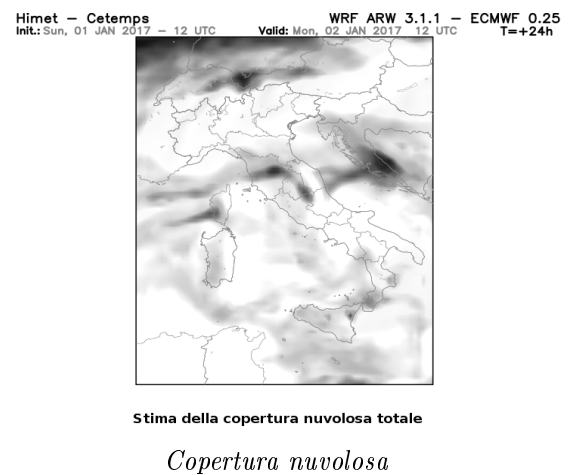 Himet – Cetemps WRF ARW 3.1.1 – ECMWF 0.25
Init.: Sun, 01 JAN 2017 – 12 UTC Valid: Mon, 02 JAN 2017 12 UTC T=+24h
Stima della copertura nuvolosa totale
Copertura nuvolosa